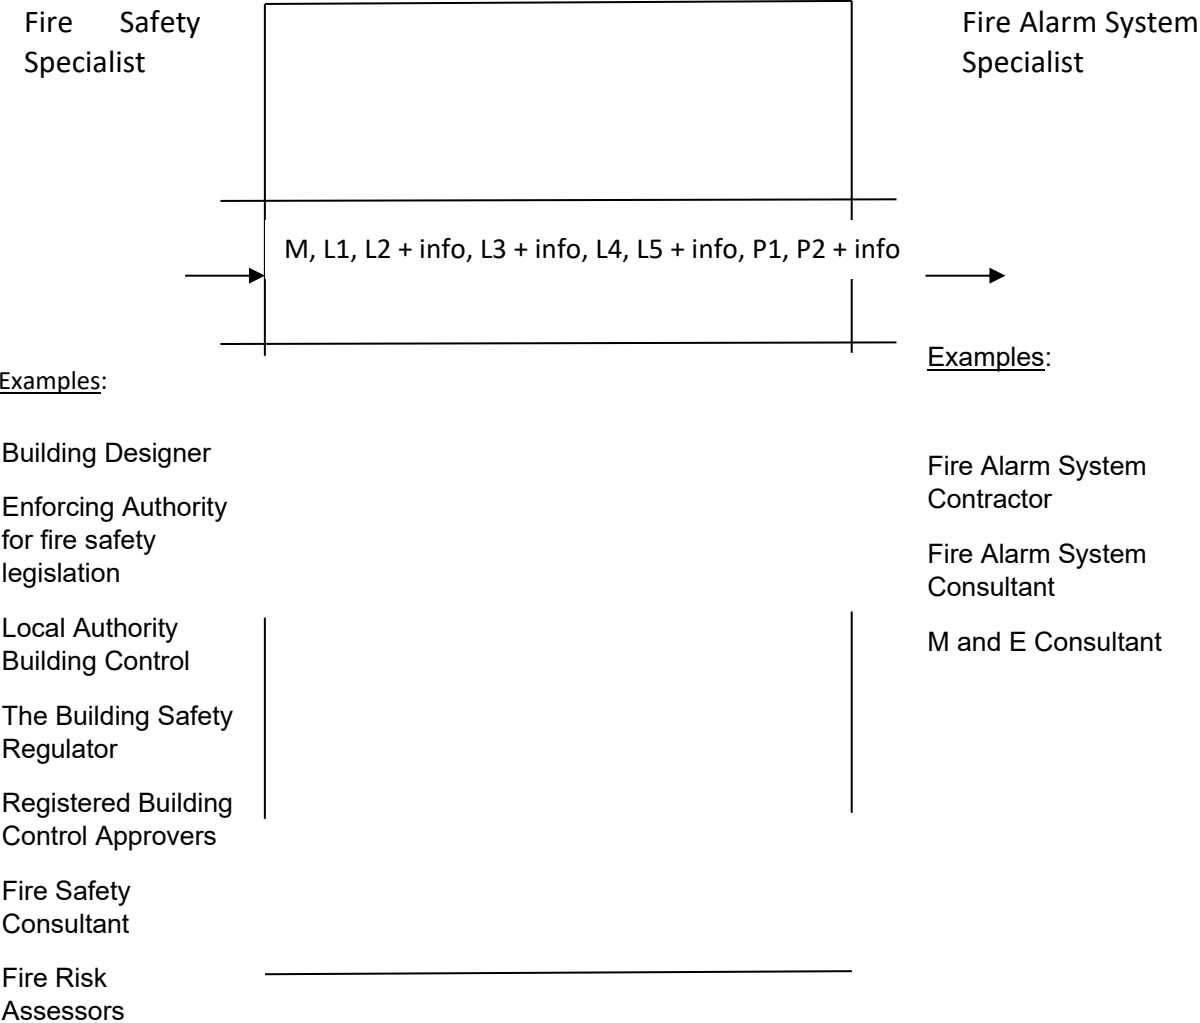 Fire Safety
Specialist
Fire Alarm System
Specialist
M, L1, L2 + info, L3 + info, L4, L5 + info, P1, P2 + info
Examples:
Building Designer
Enforcing Authority
for fire safety
legislation
Local Authority
Building Control
The Building Safety
Regulator
Registered Building
Control Approvers
Fire Safety
Consultant
Fire Risk
Assessors
Examples:
Fire Alarm System
Contractor
Fire Alarm System
Consultant
M and E Consultant